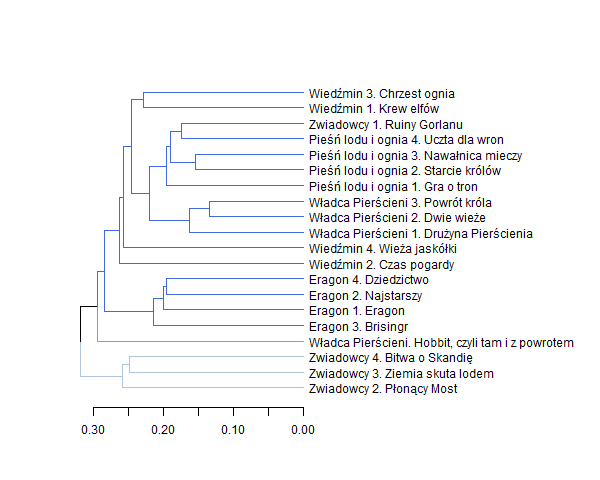 Wiedźmin 3. Chrzest ognia
Wiedźmin 1. Krew elfów
Zwiadowcy 1. Ruiny Gorlanu
Pieśń lodu i ognia 4. Uczta dla wron
Pieśń lodu i ognia 3. Nawałnica mieczy
Pieśń lodu i ognia 2. Starcie królów
Pieśń lodu i ognia 1. Gra o tron
Władca Pierścieni 3. Powrót króla
Władca Pierścieni 2. Dwie wieże
Władca Pierścieni 1. Drużyna Pierścienia
Wiedźmin 4. Wieża jaskółki
Wiedźmin 2. Czas pogardy
Eragon 4. Dziedzictwo
Eragon 2. Najstarszy
Eragon 1. Eragon
Eragon 3. Brisingr
Władca Pierścieni. Hobbit, czyli tam i z powrotem
Zwiadowcy 4. Bitwa o Skandię
Zwiadowcy 3. Ziemia skuta lodem
Zwiadowcy 2. Płonący Most
0.30 0.20 0.10 0.00